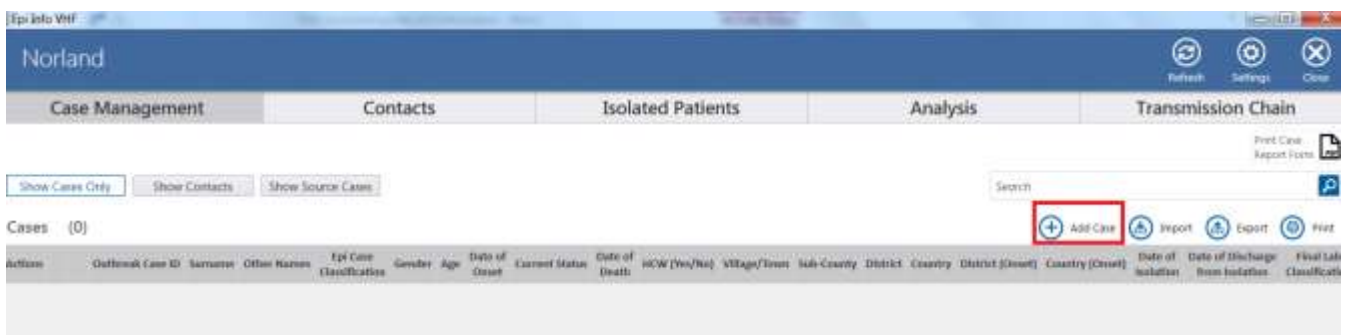 Epi Info VHF
Norland
Refresh Settings Close
Case Management Contacts Isolated Patients Analysis Transmission Chain
Print Case
Report Form
Show Cases Only Show Contacts Show Source Cases Search
Cases (0) Add Case Import Export Print
Actions Outbreak Case ID Surname Other Names Epi Case Classification Gender Age Date of Onset Current Status Date of Death HCW (Yes/No) Village/Town Sub-County District Country District (Onset) Country (Onset) Date of Isolation Date of Discharge from Isolation Final Lab Classificati